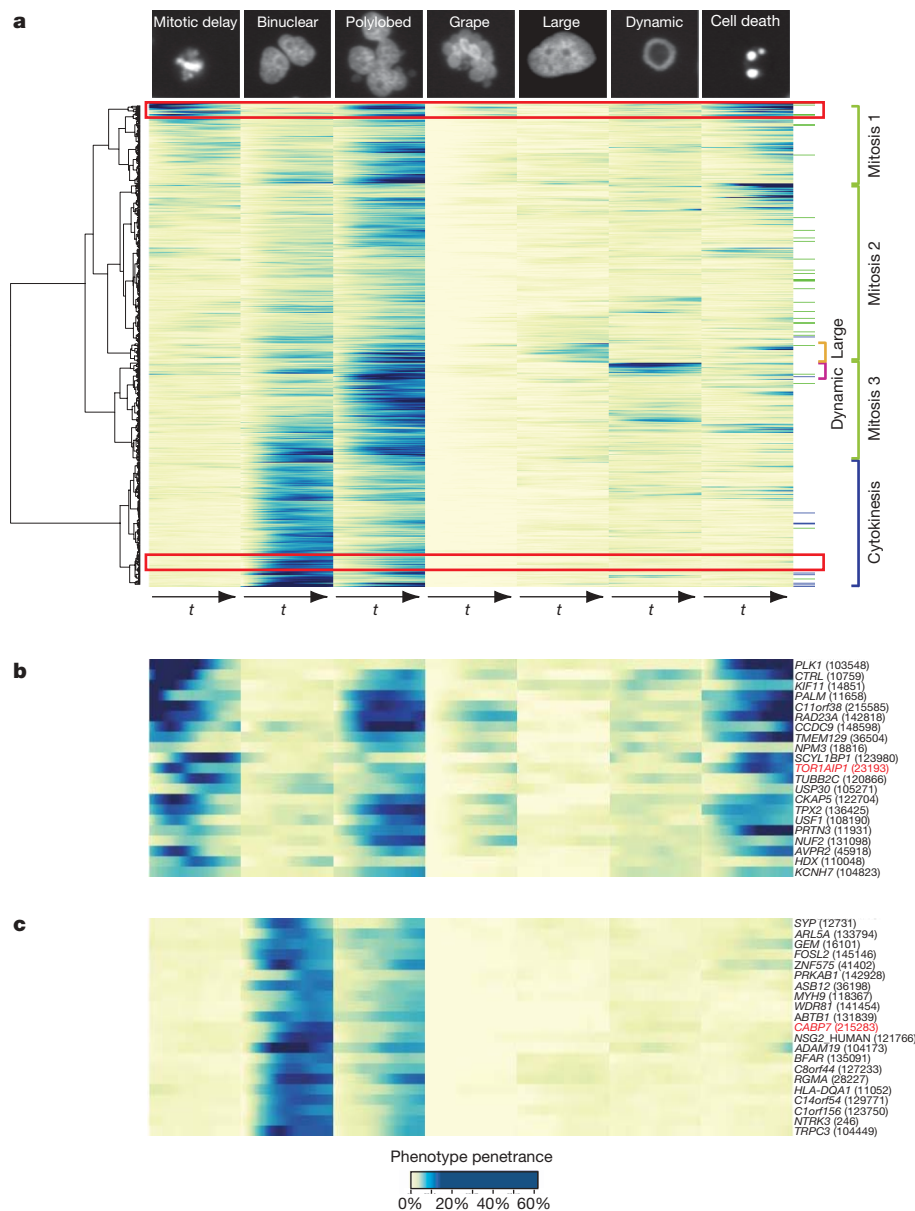 a
Mitotic delay
Binuclear
Polylobed
Grape
Large
Dynamic
Cell death
Mitosis 1
Mitosis 2
Large
Dynamic
Mitosis 3
Cytokinesis
t
t
t
t
t
t
t
b
PLK1 (103548)
CTRL (10759)
KIF11 (14851)
PALM (11658)
C11orf38 (215585)
RAD23A (142818)
CCDC9 (148598)
TMEM129 (36504)
NPM3 (18816)
SCYL1BP1 (123980)
TOR1AIP1 (23193)
TUBB2C (120866)
USP30 (105271)
CKAP5 (122704)
TPX2 (136425)
USF1 (108190)
PRTN3 (11931)
NUF2 (131098)
AVPR2 (45918)
HDX (110048)
KCNH7 (104823)
c
SYP (12731)
ARL5A (133794)
GEM (16101)
FOSL2 (145146)
ZNF575 (41402)
PRKAB1 (142928)
ASB12 (36198)
MYH9 (118367)
WDR81 (141454)
ABTB1 (131839)
CABP7 (215283)
NSG2_HUMAN (121766)
ADAM19 (104173)
BFAR (135091)
C8orf44 (127233)
RGMA (28227)
HLA-DQA1 (11052)
C14orf54 (129771)
C1orf156 (123750)
NTRK3 (246)
TRPC3 (104449)
Phenotype penetrance
0% 20% 40% 60%